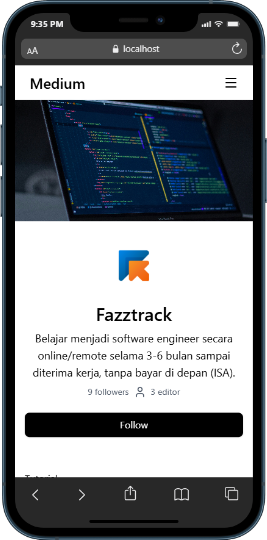 9:35 PM
AA
localhost
Medium
Fazztrack
Belajar menjadi software engineer secara
online/remote selama 3-6 bulan sampai
diterima kerja, tanpa bayar di depan (ISA).
9 followers 3 editor
Follow
Tutorial